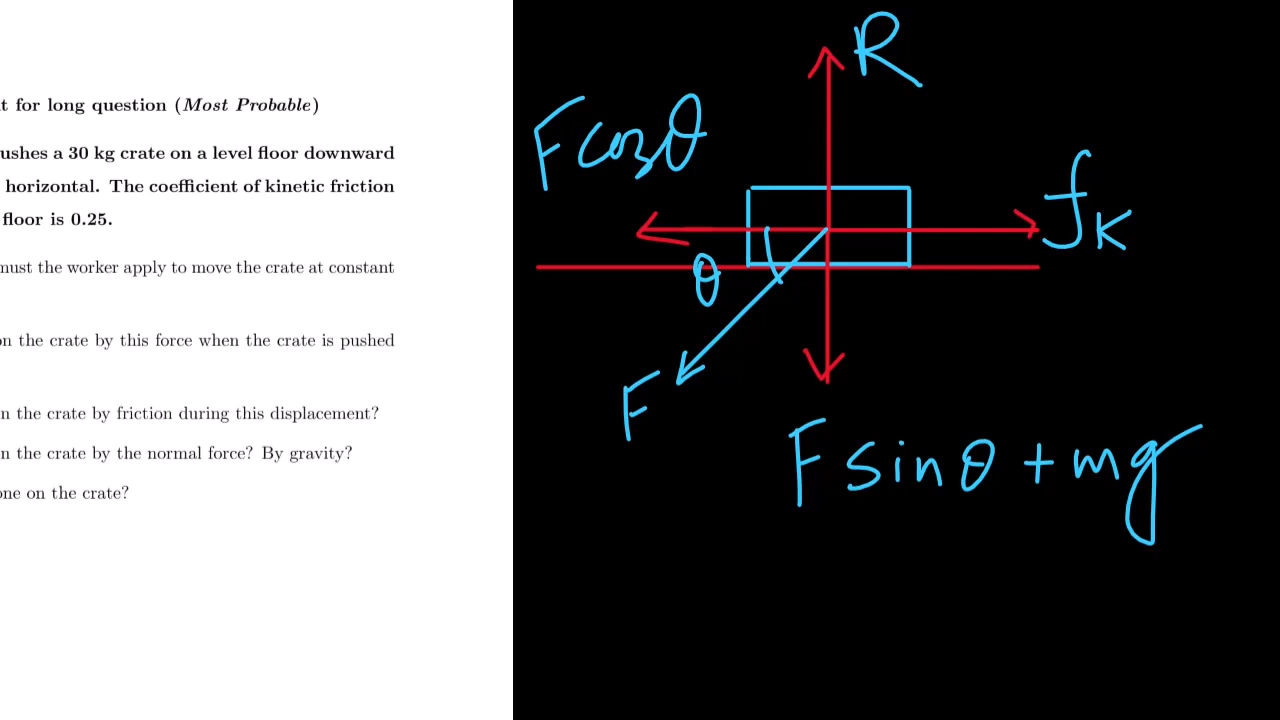 t for long question (Most Probable)
ushes a 30 kg crate on a level floor downward
horizontal. The coefficient of kinetic friction
floor is 0.25.
must the worker apply to move the crate at constant
on the crate by this force when the crate is pushed
n the crate by friction during this displacement?
n the crate by the normal force? By gravity?
one on the crate?
R
F cosθ
fK
θ
F
F sinθ + mg